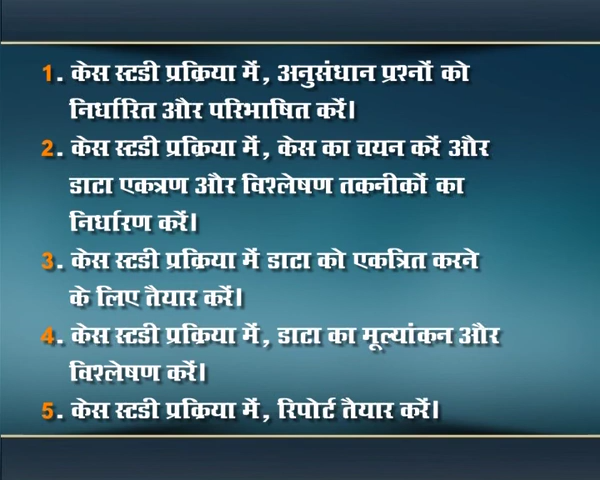 1. केस स्टडी प्रक्रिया में, अनुसंधान प्रश्नों को
निर्धारित और परिभाषित करें।
2. केस स्टडी प्रक्रिया में, केस का चयन करें और
डाटा एकत्रण और विश्लेषण तकनीकों का
निर्धारण करें।
3. केस स्टडी प्रक्रिया में डाटा को एकत्रित करने
के लिए तैयार करें।
4. केस स्टडी प्रक्रिया में, डाटा का मूल्यांकन और
विश्लेषण करें।
5. केस स्टडी प्रक्रिया में, रिपोर्ट तैयार करें।